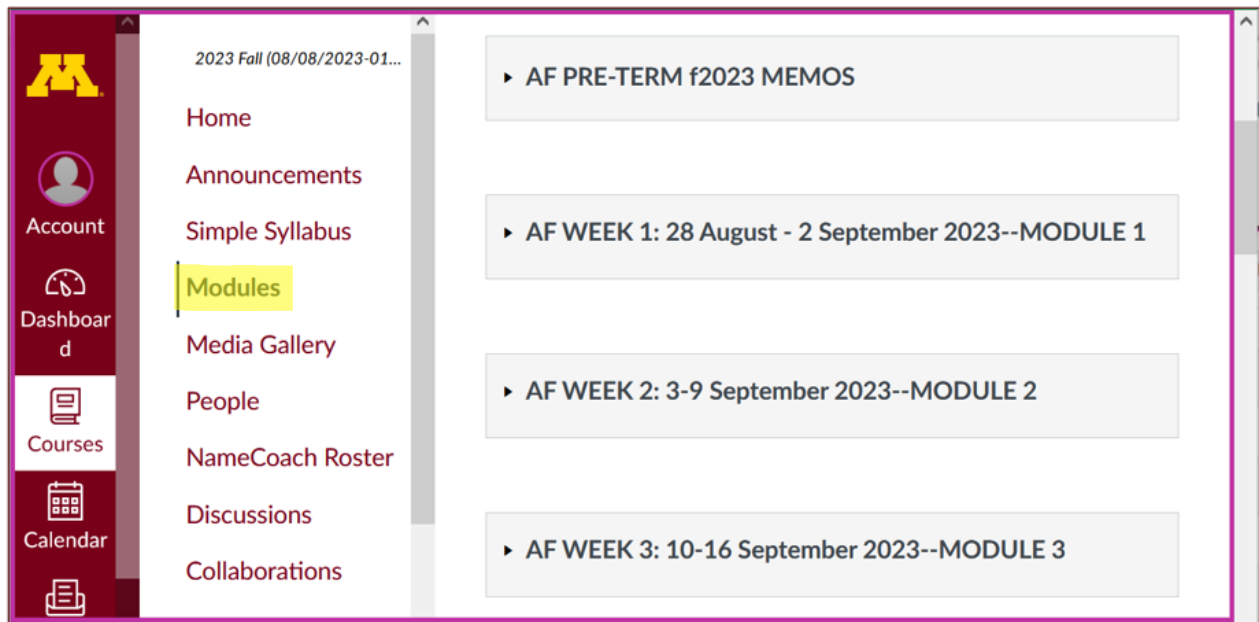 M
Account
Dashboar
d
Courses
Calendar
2023 Fall (08/08/2023-01...
Home
Announcements
Simple Syllabus
Modules
Media Gallery
People
NameCoach Roster
Discussions
Collaborations
AF PRE-TERM f2023 MEMOS
AF WEEK 1: 28 August - 2 September 2023--MODULE 1
AF WEEK 2: 3-9 September 2023--MODULE 2
AF WEEK 3: 10-16 September 2023--MODULE 3